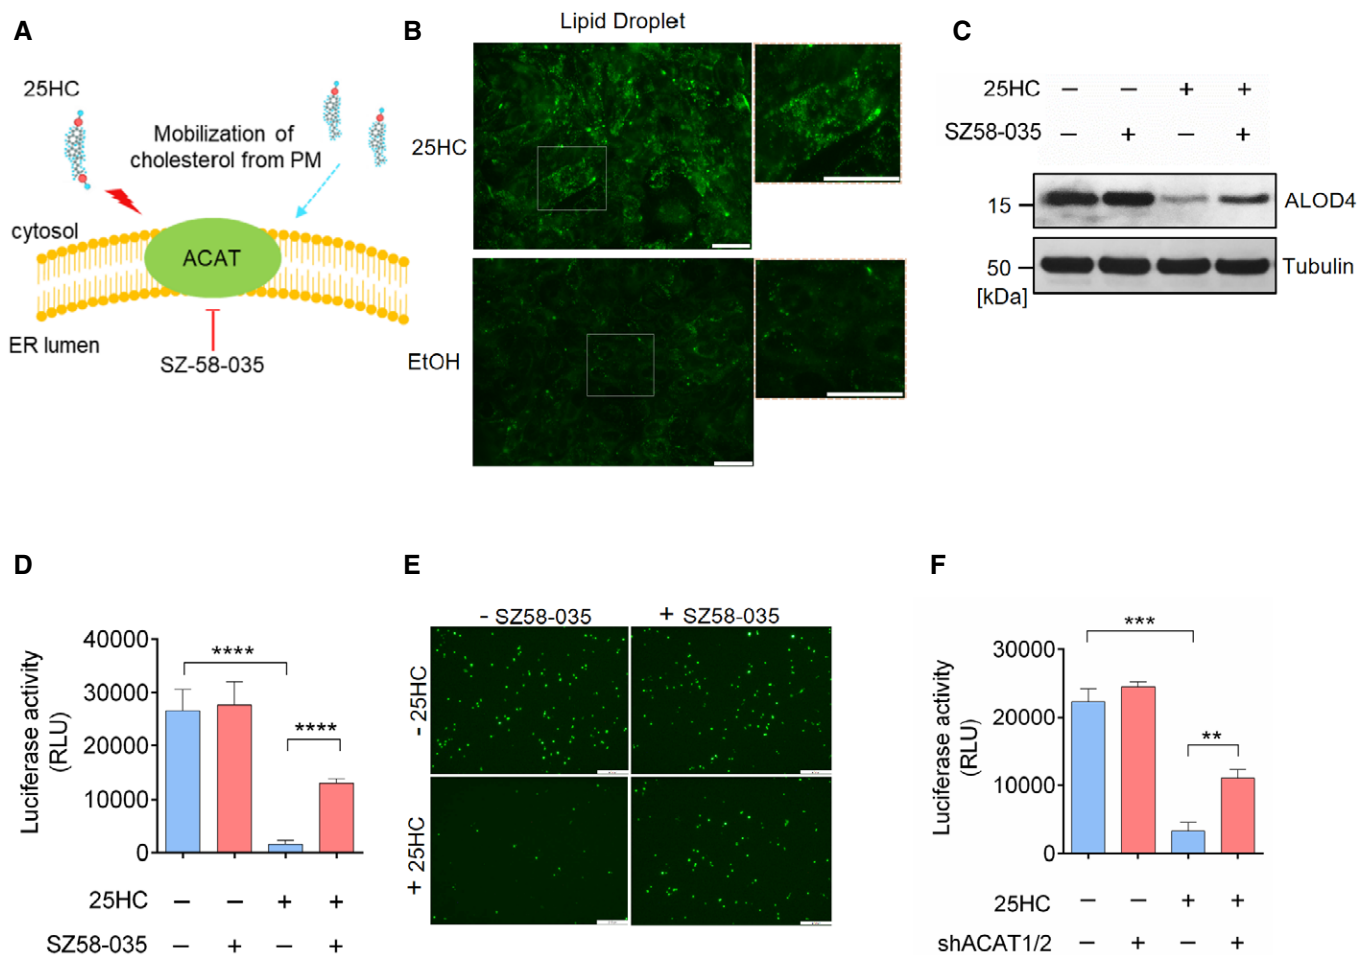 A
25HC
Mobilization of
cholesterol from PM
cytosol
ACAT
ER lumen
SZ-58-035
B
Lipid Droplet
25HC
EtOH
C
25HC – – + +
SZ58-035 – + – +
15
ALOD4
50
Tubulin
[kDa]
D
Luciferase activity
(RLU)
40000
30000
20000
10000
0
****
****
25HC – – + +
SZ58-035 – + – +
E
- SZ58-035
+ SZ58-035
- 25HC
+ 25HC
F
Luciferase activity
(RLU)
30000
20000
10000
0
***
**
25HC – – + +
shACAT1/2 – + – +